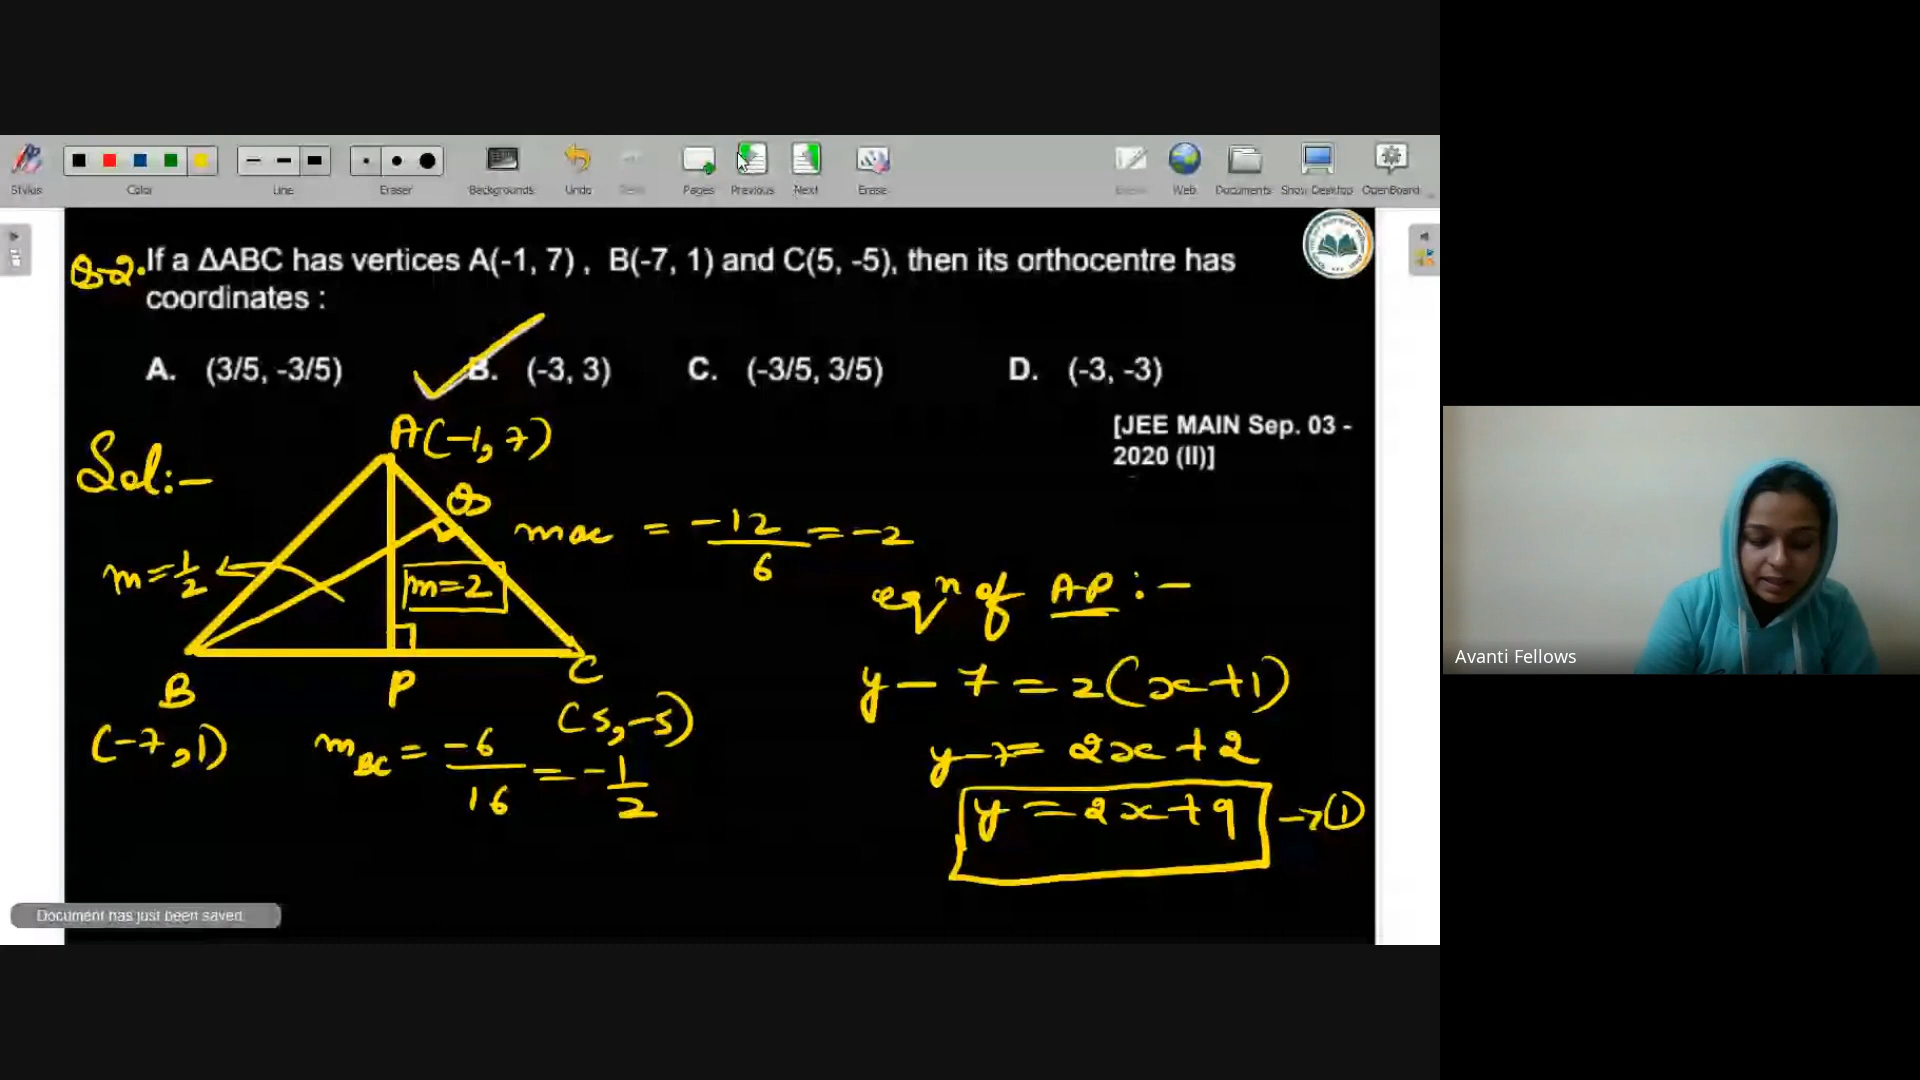 Stylus
Color
Line
Eraser
Backgrounds
Undo
Pages
Previous
Next
Erase
Web
Documents
Show Desktop
OpenBoard
Q-2. If a ΔABC has vertices A(-1, 7) , B(-7, 1) and C(5, -5), then its orthocentre has
coordinates :
A. (3/5, -3/5) B. (-3, 3) C. (-3/5, 3/5) D. (-3, -3)
[JEE MAIN Sep. 03 -
2020 (II)]
Sol:-
A(-1, 7)
Q
m=1/2
m=2
B
P
C
(-7, 1)
(5, -5)
m AC = -12/6 = -2
m BC = -6/16 = -1/2
eqn of AP :-
y - 7 = 2(x+1)
y-7 = 2x+2
y = 2x+9 →①
Document has just been saved.
Avanti Fellows